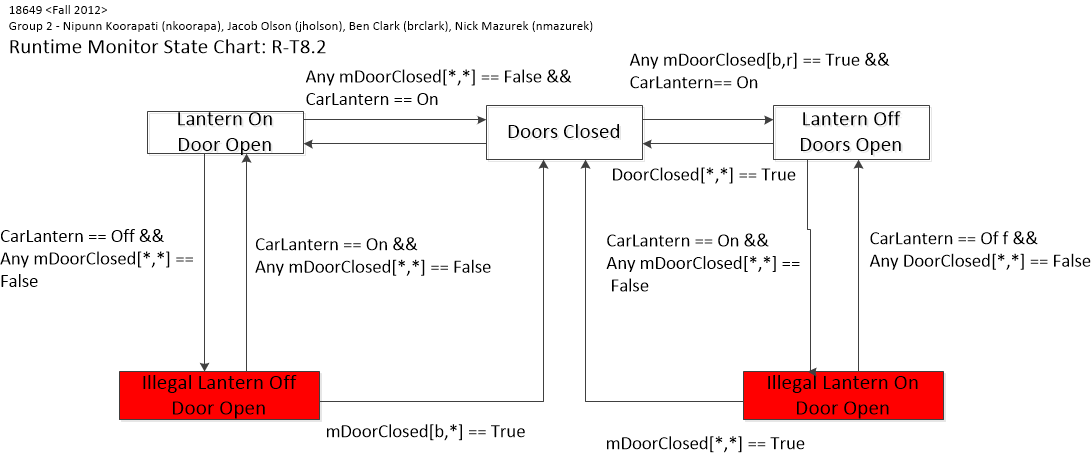 18649 <Fall 2012>
Group 2 - Nipunn Koorapati (nkoorapa), Jacob Olson (jholson), Ben Clark (brclark), Nick Mazurek (nmazurek)
Runtime Monitor State Chart: R-T8.2
Any mDoorClosed[*,*] == False &&
CarLantern == On
Any mDoorClosed[b,r] == True &&
CarLantern== On
Lantern On
Door Open
Doors Closed
Lantern Off
Doors Open
DoorClosed[*,*] == True
CarLantern == Off &&
Any mDoorClosed[*,*] ==
False
CarLantern == On &&
Any mDoorClosed[*,*] == False
CarLantern == On &&
Any mDoorClosed[*,*] ==
False
CarLantern == Of f &&
Any DoorClosed[*,*] == False
Illegal Lantern Off
Door Open
Illegal Lantern On
Door Open
mDoorClosed[b,*] == True
mDoorClosed[*,*] == True